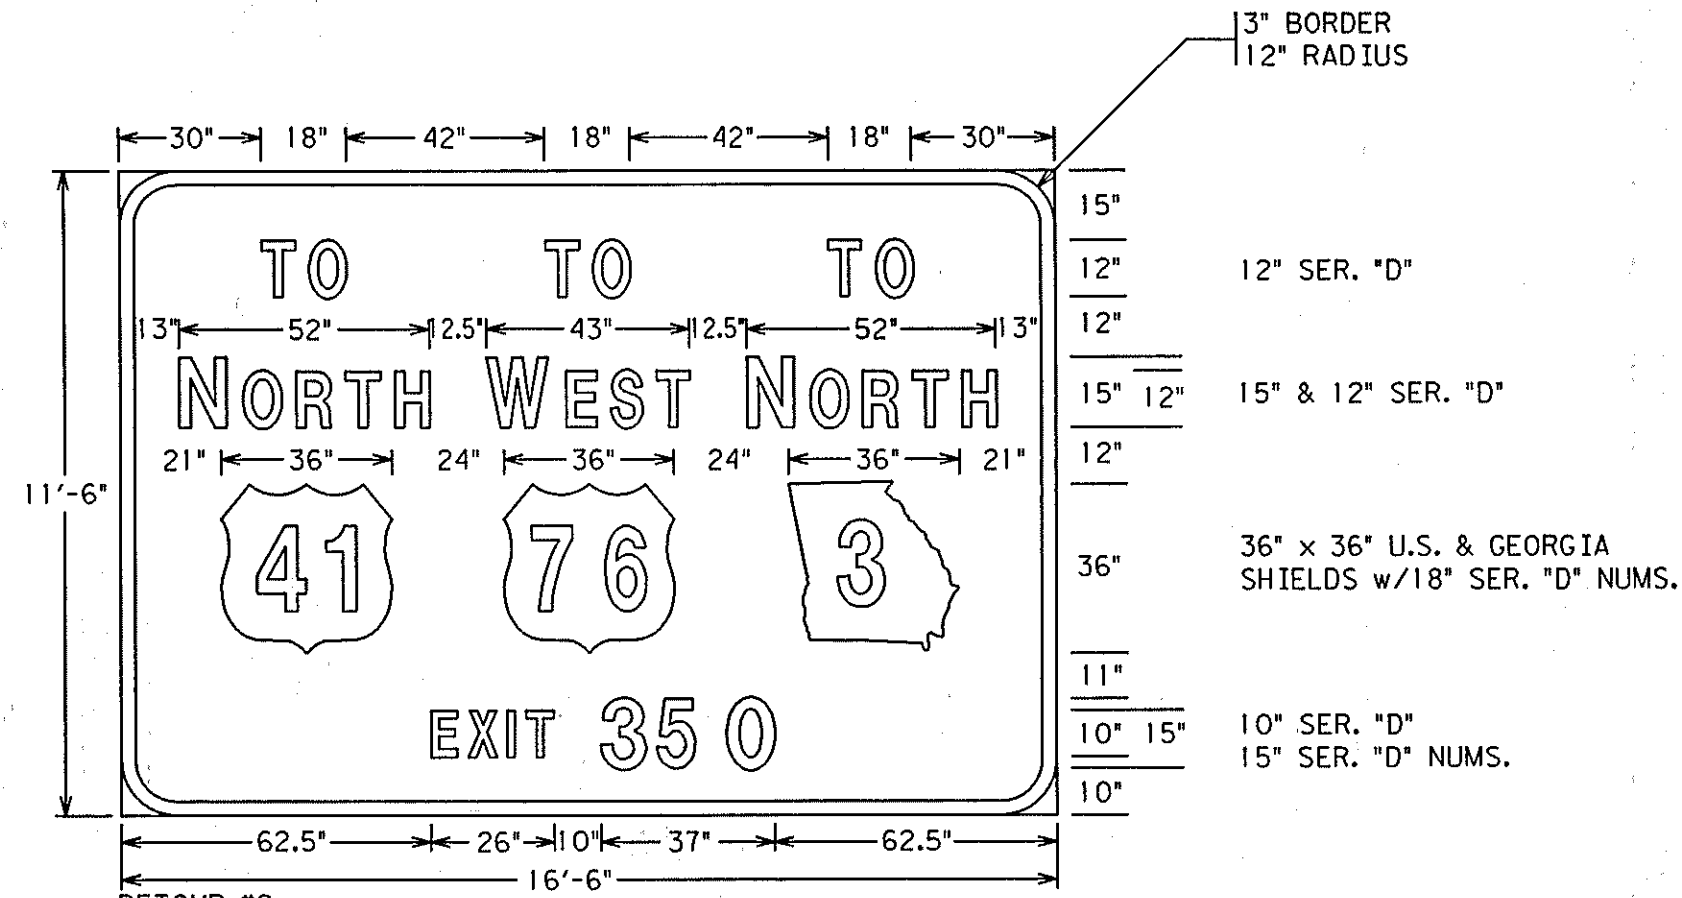 3" BORDER
12" RADIUS
30" 18" 42" 18" 42" 18" 30"
15"
TO TO TO
12" 12" SER. "D"
13" 52" 12.5" 43" 12.5" 52" 13" 12"
NORTH WEST NORTH
15" 12" 15" & 12" SER. "D"
21" 36" 24" 36" 24" 36" 21" 12"
11'-6"
41 76 3
36" 36" x 36" U.S. & GEORGIA
SHIELDS w/18" SER. "D" NUMS.
11"
EXIT 350
10" 15" 10" SER. "D"
15" SER. "D" NUMS.
10"
62.5" 26" 10" 37" 62.5"
16'-6"